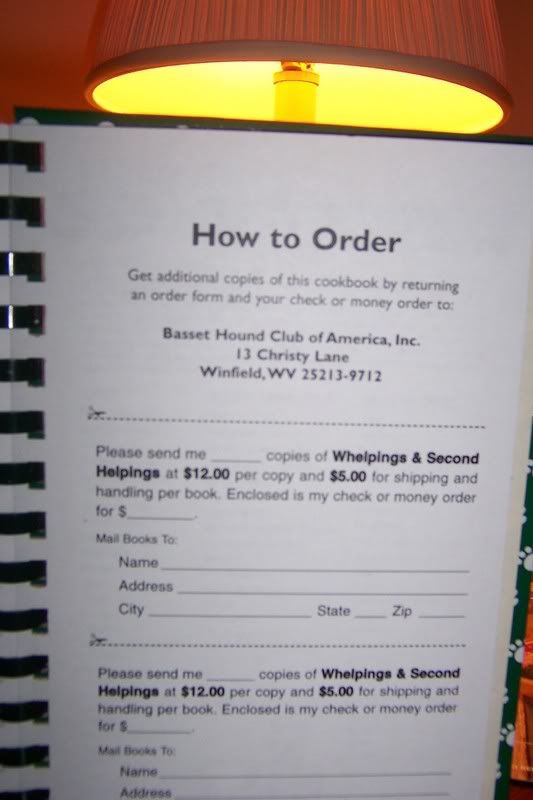 How to Order
Get additional copies of this cookbook by returning
an order form and your check or money order to:
Basset Hound Club of America, Inc.
13 Christy Lane
Winfield, WV 25213-9712
Please send me ______ copies of Whelpings & Second
Helpings at $12.00 per copy and $5.00 for shipping and
handling per book. Enclosed is my check or money order
for $________.
Mail Books To:
Name
Address
City State Zip
Please send me ______ copies of Whelpings & Second
Helpings at $12.00 per copy and $5.00 for shipping and
handling per book. Enclosed is my check or money order
for $________.
Mail Books To:
Name
Address